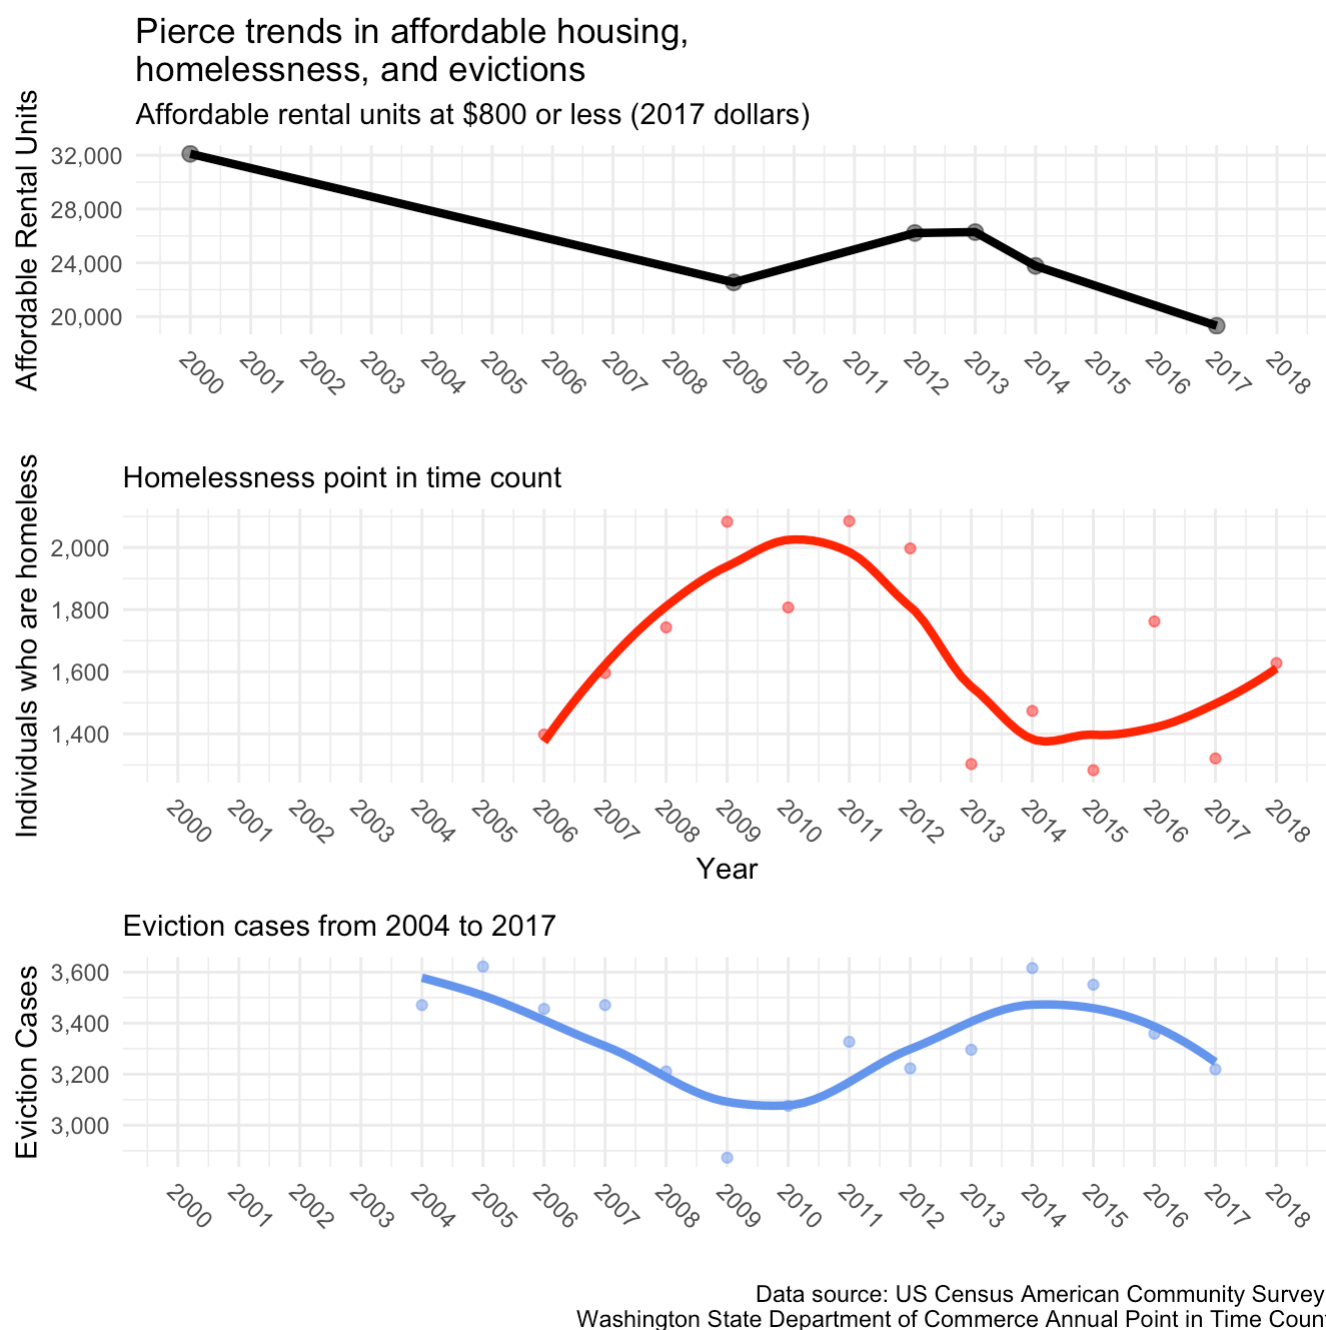 Pierce trends in affordable housing,
homelessness, and evictions
Affordable rental units at $800 or less (2017 dollars)
Affordable Rental Units
32,000
28,000
24,000
20,000
2000 2001 2002 2003 2004 2005 2006 2007 2008 2009 2010 2011 2012 2013 2014 2015 2016 2017 2018
Homelessness point in time count
Individuals who are homeless
2,000
1,800
1,600
1,400
2000 2001 2002 2003 2004 2005 2006 2007 2008 2009 2010 2011 2012 2013 2014 2015 2016 2017 2018
Year
Eviction cases from 2004 to 2017
Eviction Cases
3,600
3,400
3,200
3,000
2000 2001 2002 2003 2004 2005 2006 2007 2008 2009 2010 2011 2012 2013 2014 2015 2016 2017 2018
Data source: US Census American Community Survey
Washington State Department of Commerce Annual Point in Time Coun